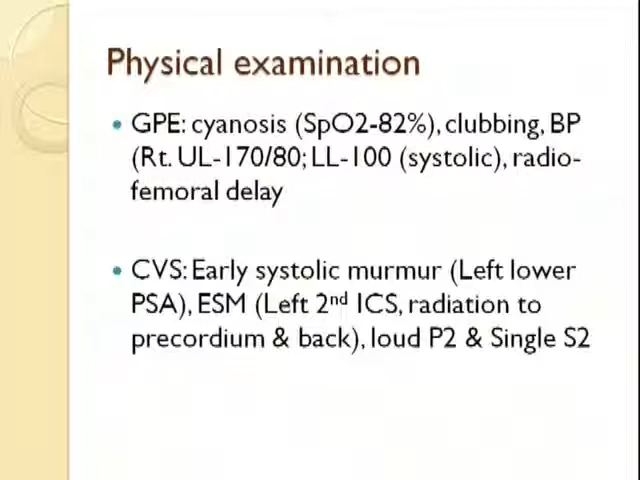 Physical examination
GPE: cyanosis (SpO2-82%), clubbing, BP
(Rt. UL-170/80; LL-100 (systolic), radio-
femoral delay
CVS: Early systolic murmur (Left lower
PSA), ESM (Left 2nd ICS, radiation to
precordium & back), loud P2 & Single S2